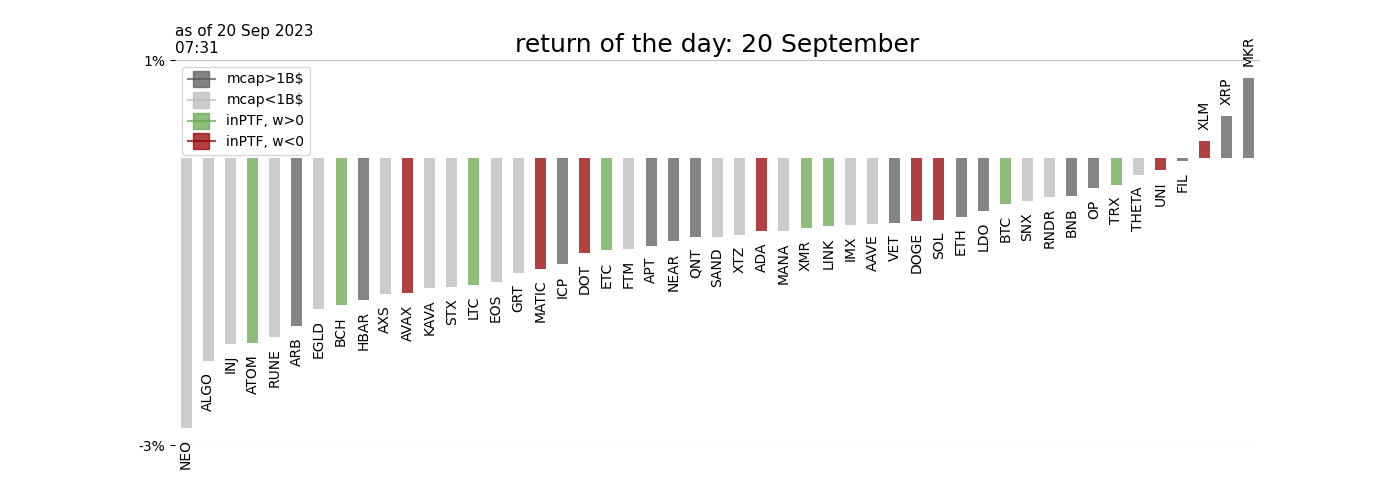 as of 20 Sep 2023
07:31
return of the day: 20 September
1%
mcap>1B$
mcap<1B$
inPTF, w>0
inPTF, w<0
-3%
NEO
ALGO
INJ
ATOM
RUNE
ARB
EGLD
BCH
HBAR
AXS
AVAX
KAVA
STX
LTC
EOS
GRT
MATIC
ICP
DOT
ETC
FTM
APT
NEAR
QNT
SAND
XTZ
ADA
MANA
XMR
LINK
IMX
AAVE
VET
DOGE
SOL
ETH
LDO
BTC
SNX
RNDR
BNB
OP
TRX
THETA
UNI
FIL
XLM
XRP
MKR